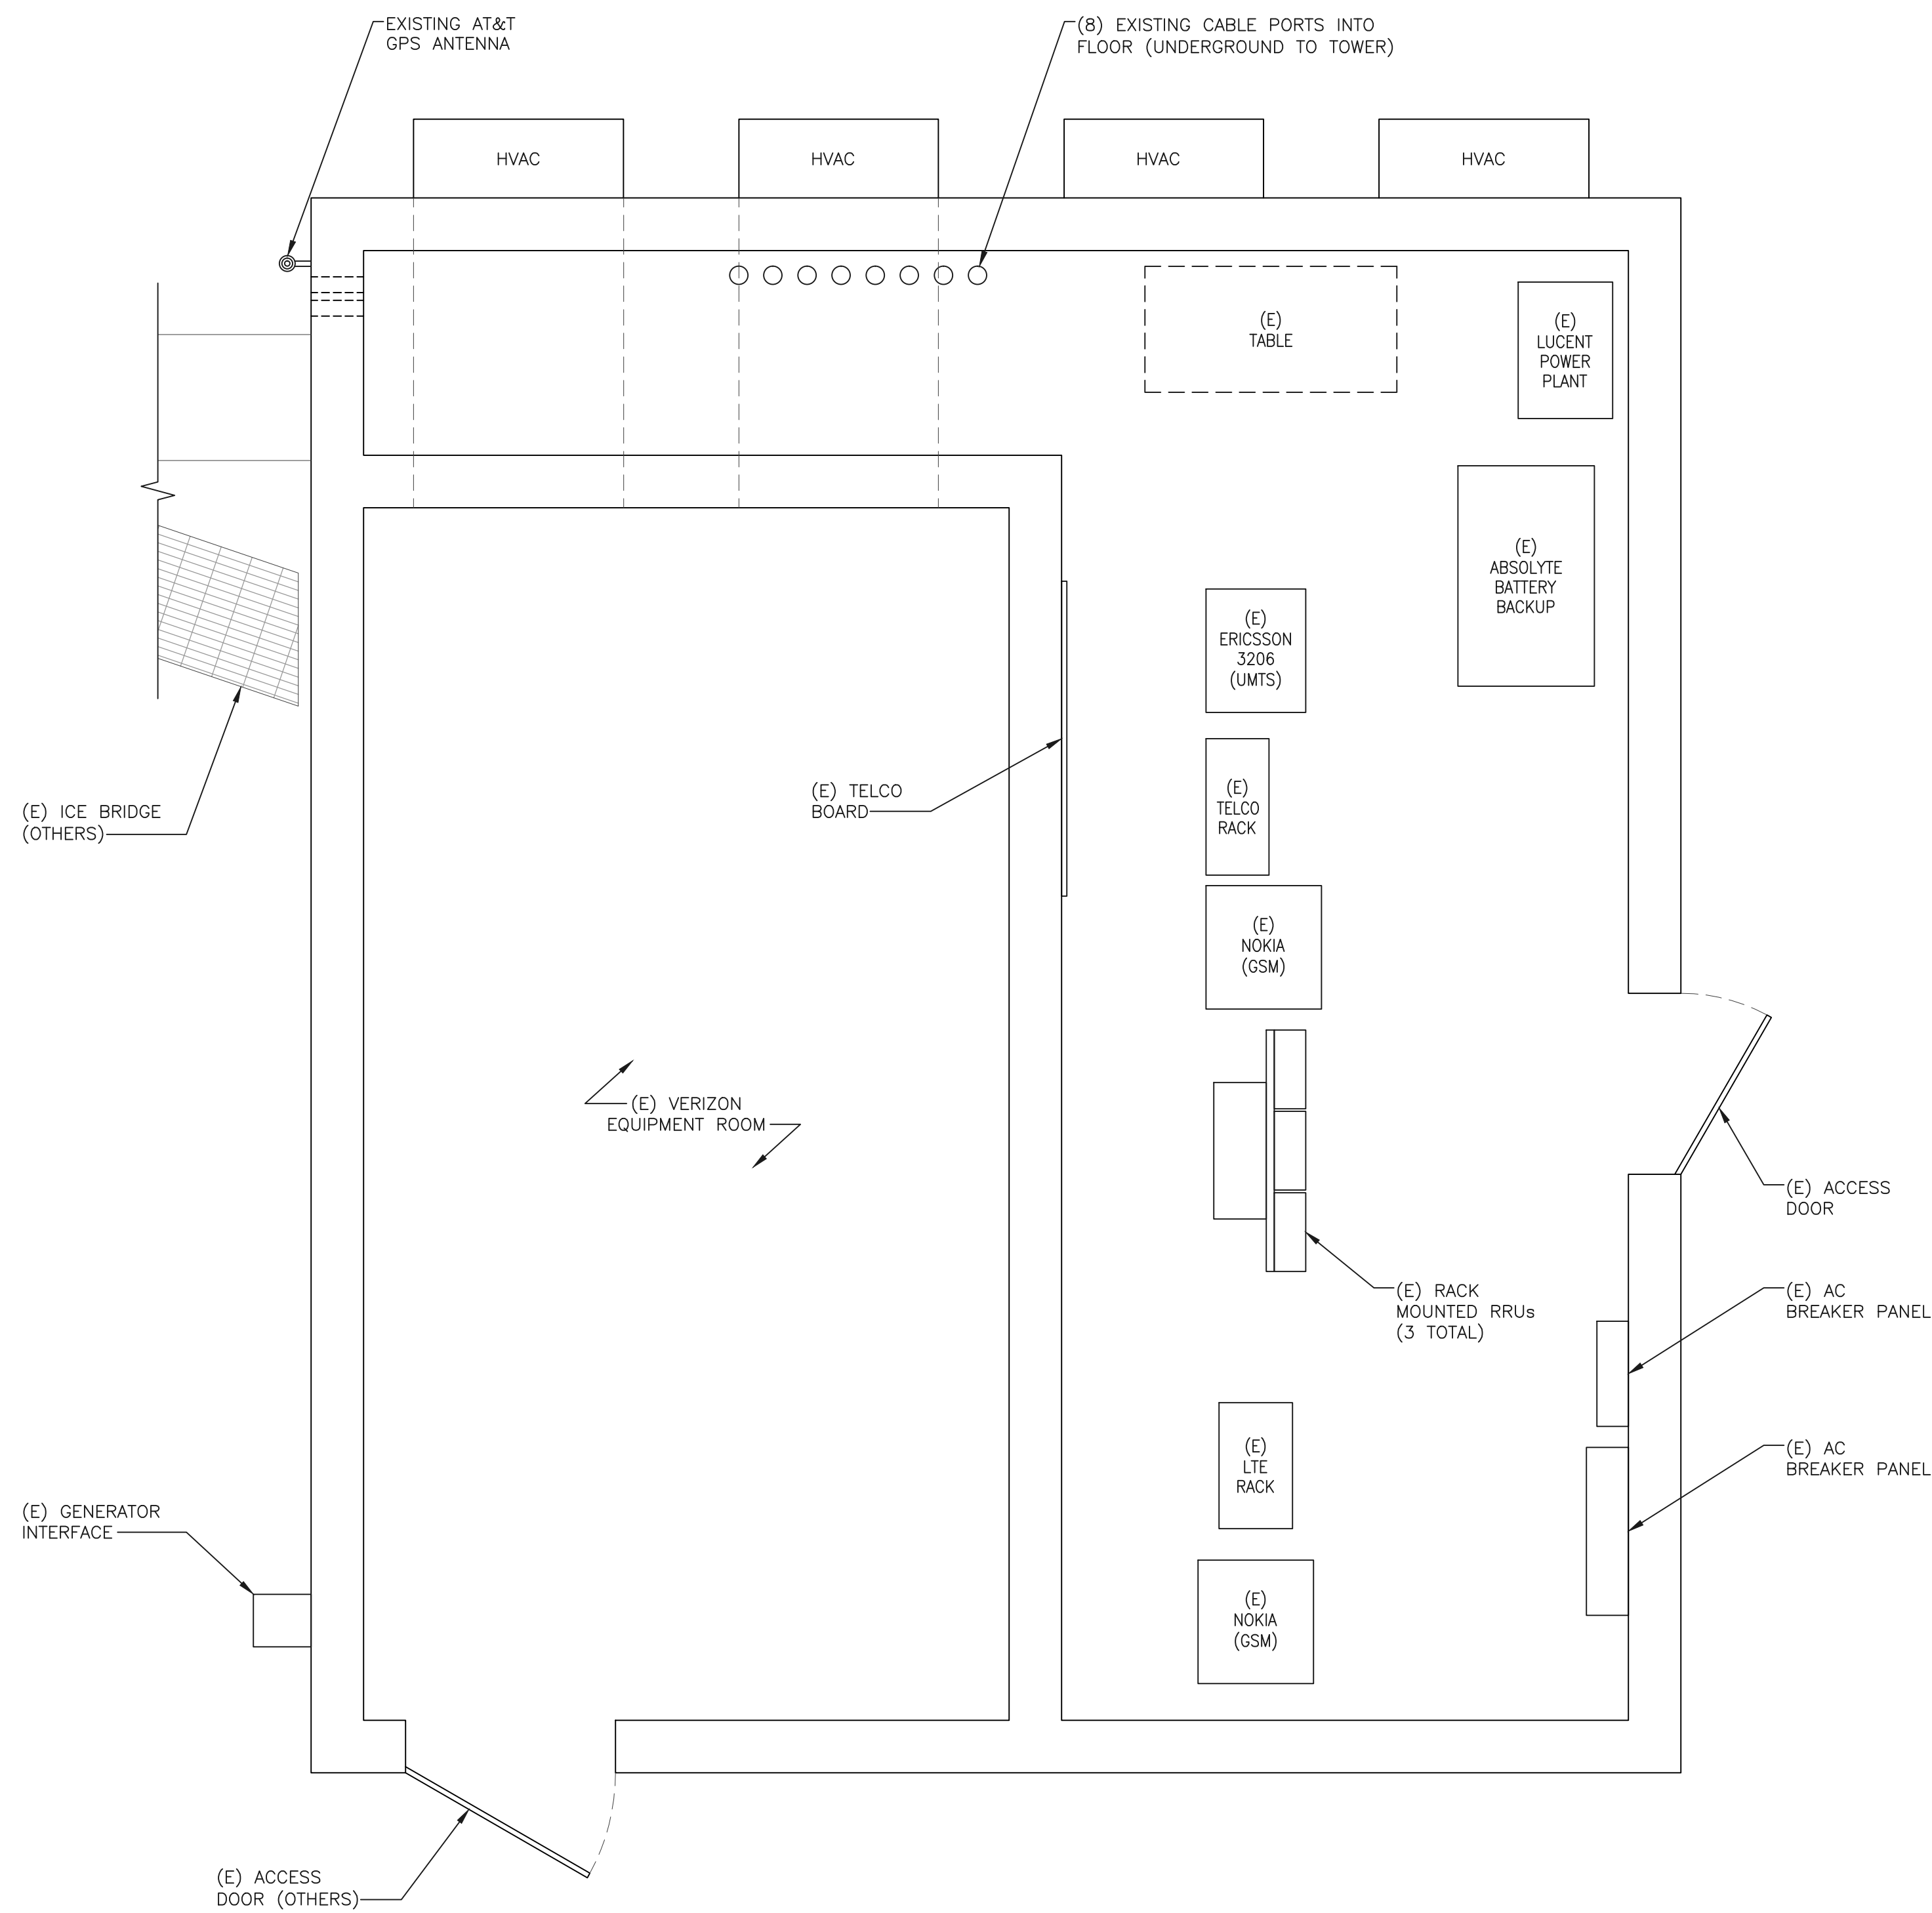 EXISTING AT&T
GPS ANTENNA
(8) EXISTING CABLE PORTS INTO
FLOOR (UNDERGROUND TO TOWER)
HVAC
HVAC
HVAC
HVAC
(E)
TABLE
(E)
LUCENT
POWER
PLANT
(E)
ABSOLYTE
BATTERY
BACKUP
(E)
ERICSSON
3206
(UMTS)
(E) TELCO
BOARD
(E)
TELCO
RACK
(E) ICE BRIDGE
(OTHERS)
(E)
NOKIA
(GSM)
(E) VERIZON
EQUIPMENT ROOM
(E) ACCESS
DOOR
(E) RACK
MOUNTED RRUs
(3 TOTAL)
(E) AC
BREAKER PANEL
(E) AC
BREAKER PANEL
(E)
LTE
RACK
(E) GENERATOR
INTERFACE
(E)
NOKIA
(GSM)
(E) ACCESS
DOOR (OTHERS)